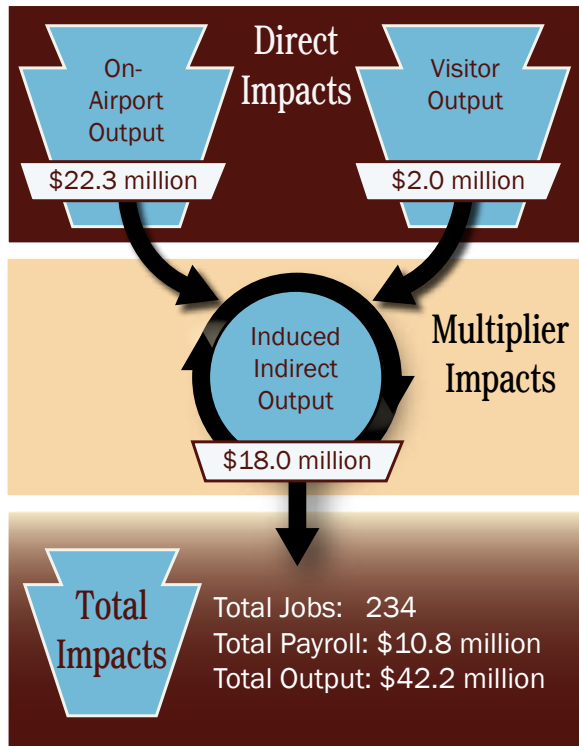 Direct
Impacts
On-
Airport
Output
$22.3 million
Visitor
Output
$2.0 million
Induced
Indirect
Output
$18.0 million
Multiplier
Impacts
Total
Impacts
Total Jobs: 234
Total Payroll: $10.8 million
Total Output: $42.2 million